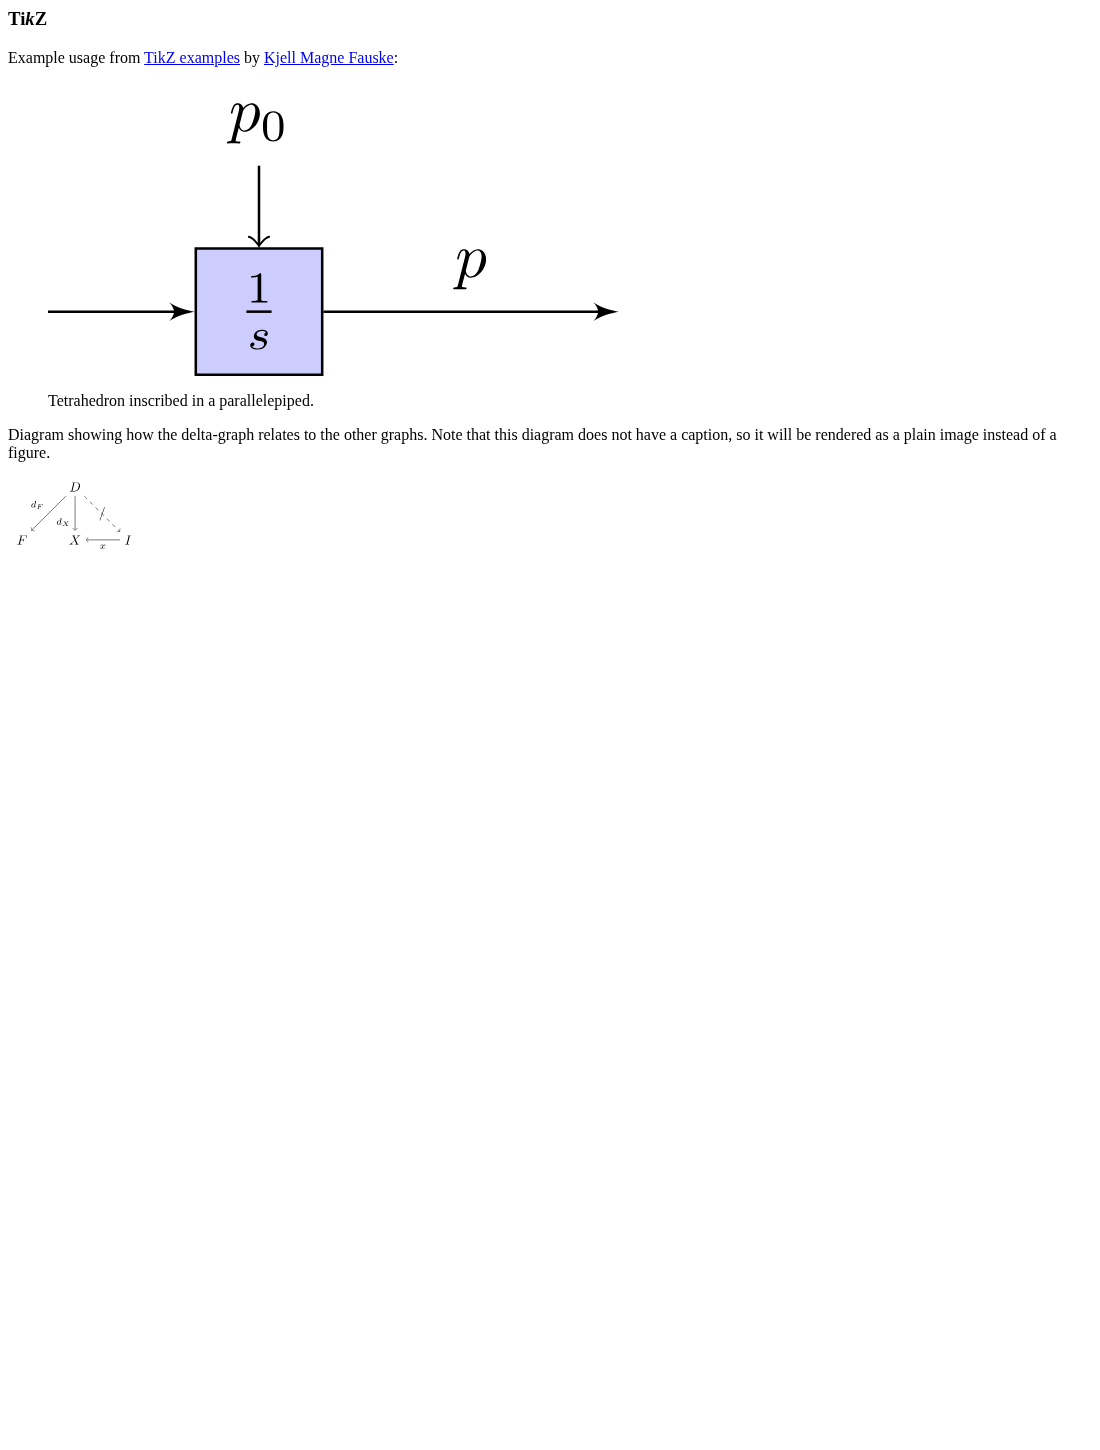 TikZ
Example usage from TikZ examples by Kjell Magne Fauske:
p0
p
1
s
Tetrahedron inscribed in a parallelepiped.
Diagram showing how the delta-graph relates to the other graphs. Note that this diagram does not have a caption, so it will be rendered as a plain image instead of a
figure.
D
dF
dX
F X I
x